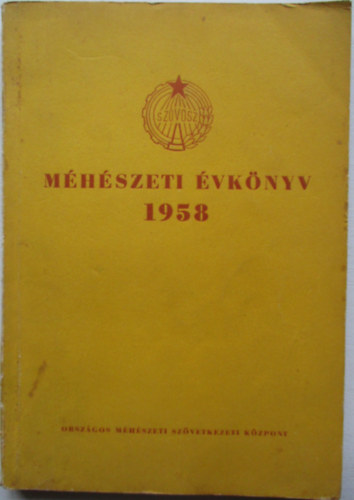 SZÖVOSZ
MÉHÉSZETI ÉVKÖNYV
1958
ORSZÁGOS MÉHÉSZETI SZÖVETKEZETI KÖZPONT